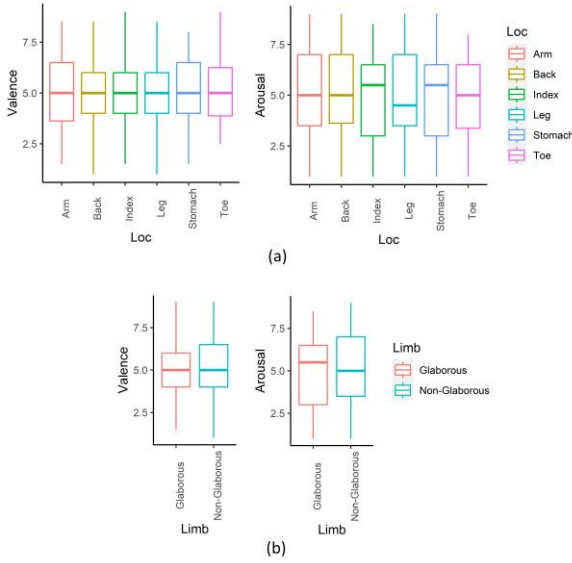 Valence
7.5
5.0
2.5
Arm
Back
Index
Leg
Stomach
Toe
Loc
Arousal
7.5
5.0
2.5
Arm
Back
Index
Leg
Stomach
Toe
Loc
Loc
Arm
Back
Index
Leg
Stomach
Toe
(a)
Valence
7.5
5.0
2.5
Glaborous
Non-Glaborous
Limb
Arousal
7.5
5.0
2.5
Glaborous
Non-Glaborous
Limb
Limb
Glaborous
Non-Glaborous
(b)